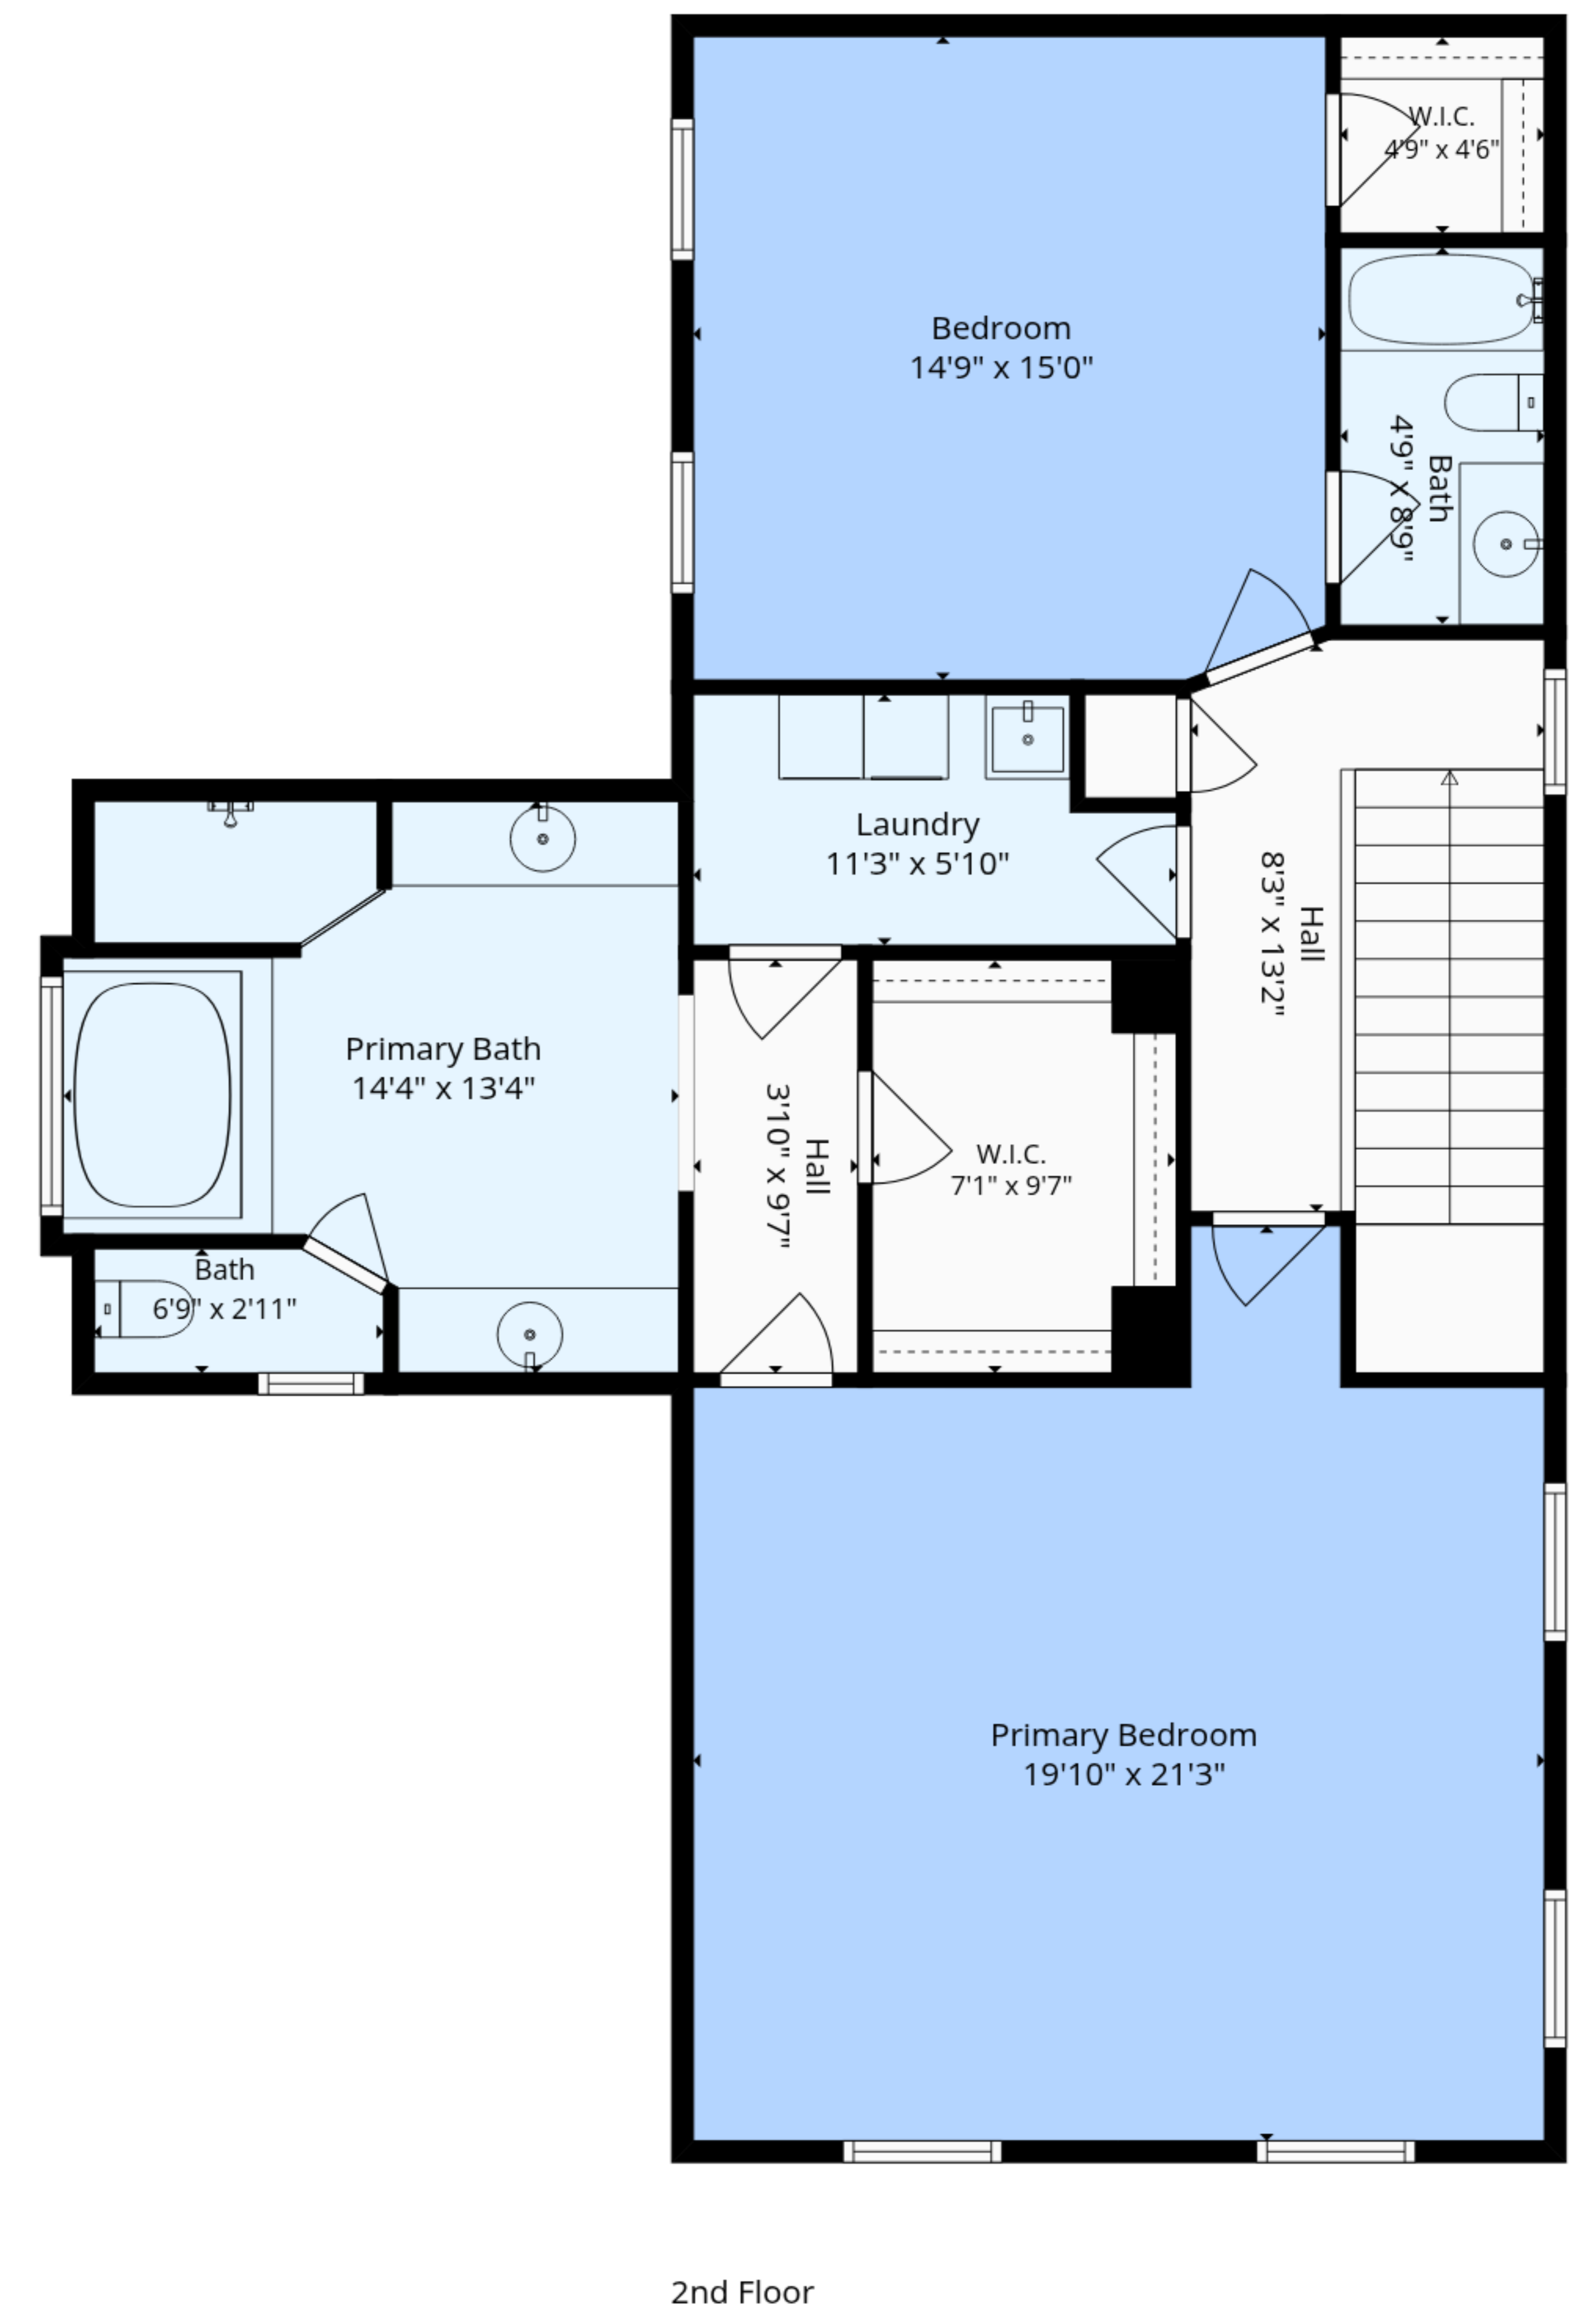 W.I.C.
4'9" x 4'6"
Bedroom
14'9" x 15'0"
Bath
4'9" x 8'9"
Laundry
11'3" x 5'10"
Hall
8'3" x 13'2"
Primary Bath
14'4" x 13'4"
Hall
3'10" x 9'7"
W.I.C.
7'1" x 9'7"
Bath
6'9" x 2'11"
Primary Bedroom
19'10" x 21'3"
2nd Floor